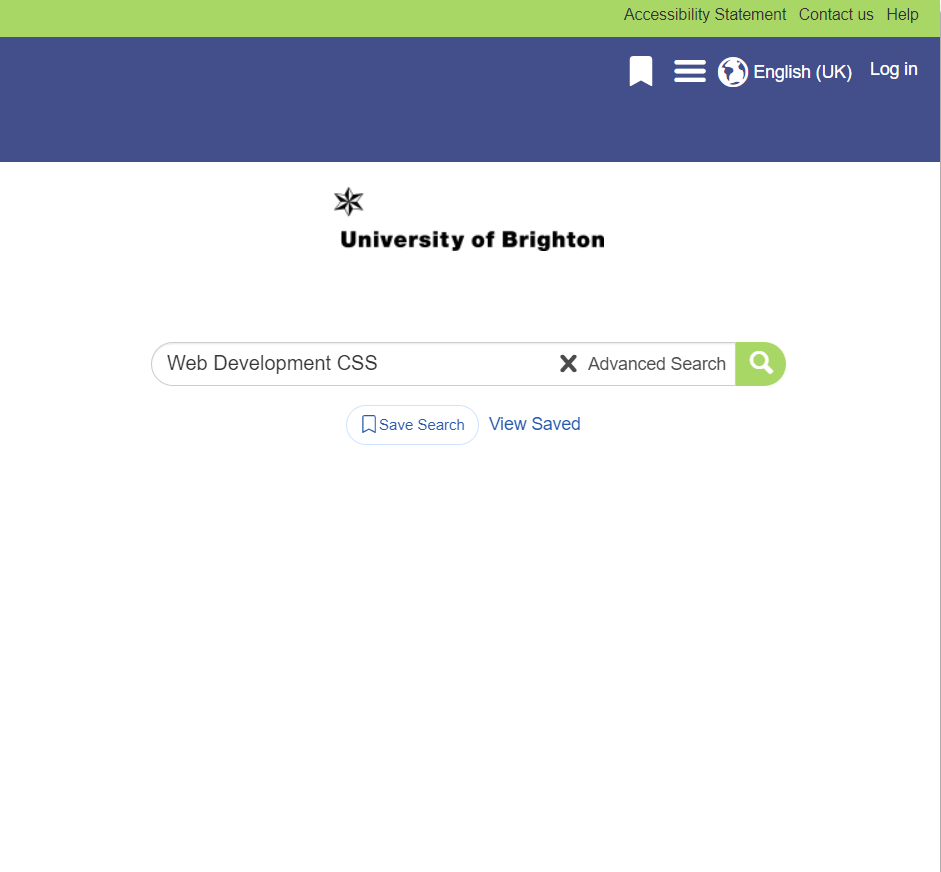 Accessibility Statement Contact us Help
English (UK) Log in
University of Brighton
Web Development CSS Advanced Search
Save Search View Saved